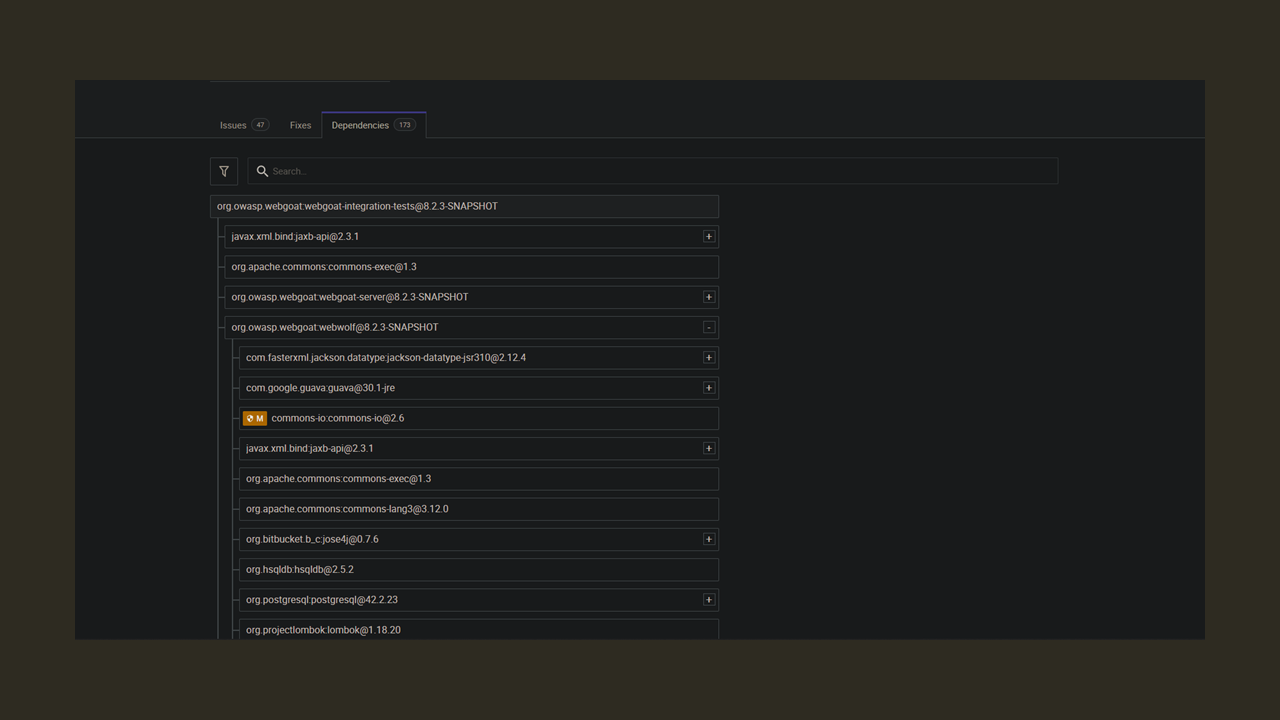 Issues 47 Fixes Dependencies 173
Search...
org.owasp.webgoat:webgoat-integration-tests@8.2.3-SNAPSHOT
javax.xml.bind:jaxb-api@2.3.1 +
org.apache.commons:commons-exec@1.3
org.owasp.webgoat:webgoat-server@8.2.3-SNAPSHOT +
org.owasp.webgoat:webwolf@8.2.3-SNAPSHOT -
com.fasterxml.jackson.datatype:jackson-datatype-jsr310@2.12.4 +
com.google.guava:guava@30.1-jre +
M commons-io:commons-io@2.6
javax.xml.bind:jaxb-api@2.3.1 +
org.apache.commons:commons-exec@1.3
org.apache.commons:commons-lang3@3.12.0
org.bitbucket.b_c:jose4j@0.7.6 +
org.hsqldb:hsqldb@2.5.2
org.postgresql:postgresql@42.2.23 +
org.projectlombok:lombok@1.18.20